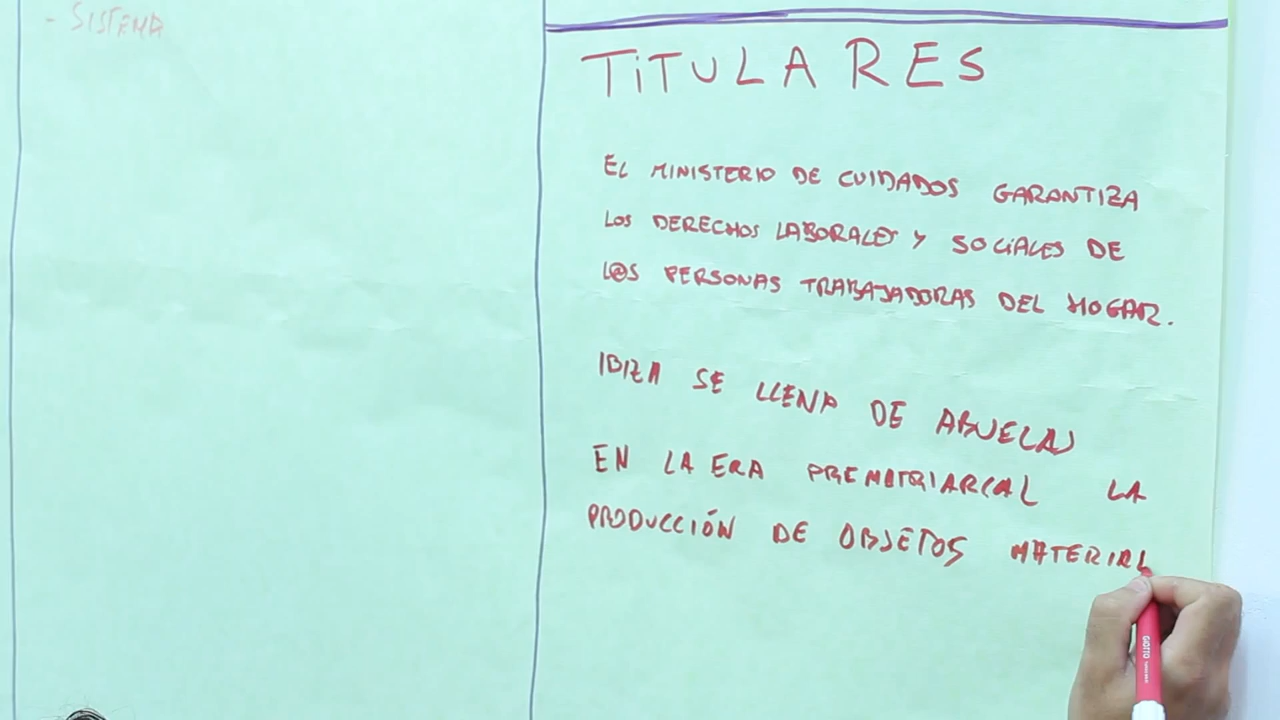 - SISTEMA
TiTULARES
EL MINISTERIO DE CUIDADOS GARANTIZA
LOS DERECHOS LABORALES Y SOCIALES DE
L@S PERSONAS TRABAJADORAS DEL HOGAR.
IBIZA SE LLENA DE ABUELAS
EN LA ERA PREMATRIARCAL LA
PRODUCCIÓN DE OBJETOS MATERIAL
GIOTTO